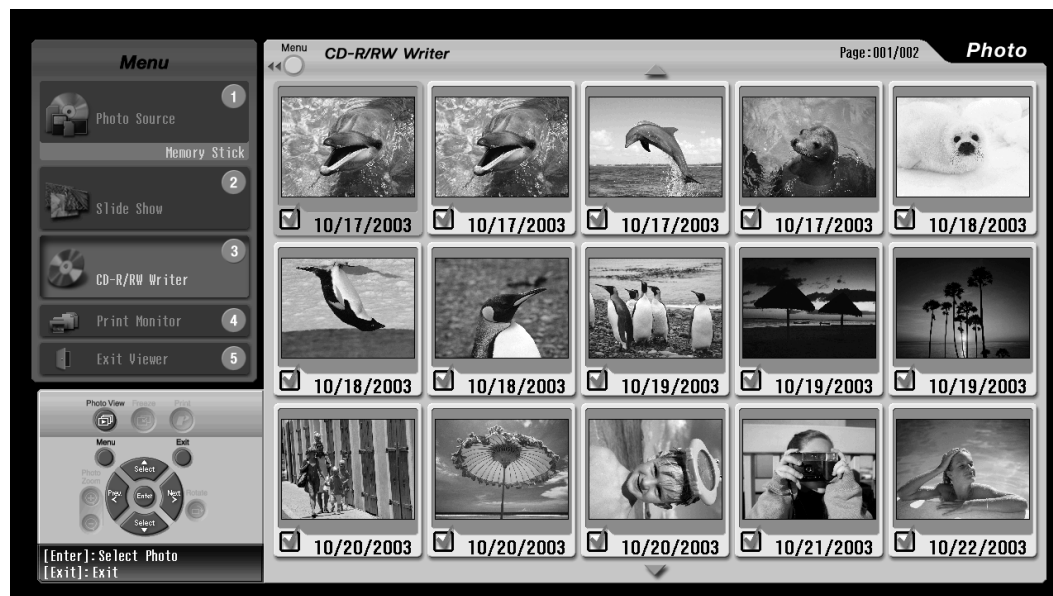 Menu
1
Photo Source
Memory Stick
2
Slide Show
3
CD-R/RW Writer
Print Monitor 4
Exit Viewer 5
Photo View Freeze Print
Menu Exit
Select
Photo Zoom
Prev Enter Next Rotate
Select
[Enter]: Select Photo
[Exit]: Exit
Menu CD-R/RW Writer Page:001/002 Photo
10/17/2003 10/17/2003 10/17/2003 10/17/2003 10/18/2003
10/18/2003 10/18/2003 10/19/2003 10/19/2003 10/19/2003
10/20/2003 10/20/2003 10/20/2003 10/21/2003 10/22/2003